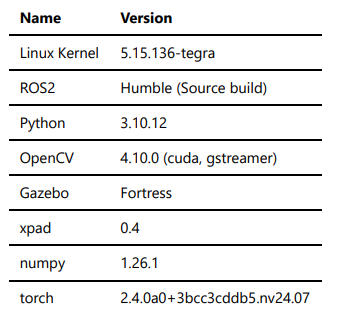 Name Version
Linux Kernel 5.15.136-tegra
ROS2 Humble (Source build)
Python 3.10.12
OpenCV 4.10.0 (cuda, gstreamer)
Gazebo Fortress
xpad 0.4
numpy 1.26.1
torch 2.4.0a0+3bcc3cddb5.nv24.07